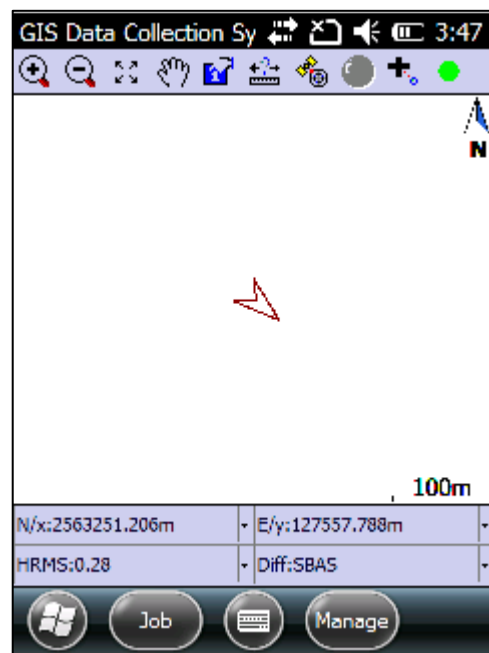 GIS Data Collection Sy 3:47
N
100m
N/x:2563251.206m E/y:127557.788m
HRMS:0.28 Diff:SBAS
Job Manage